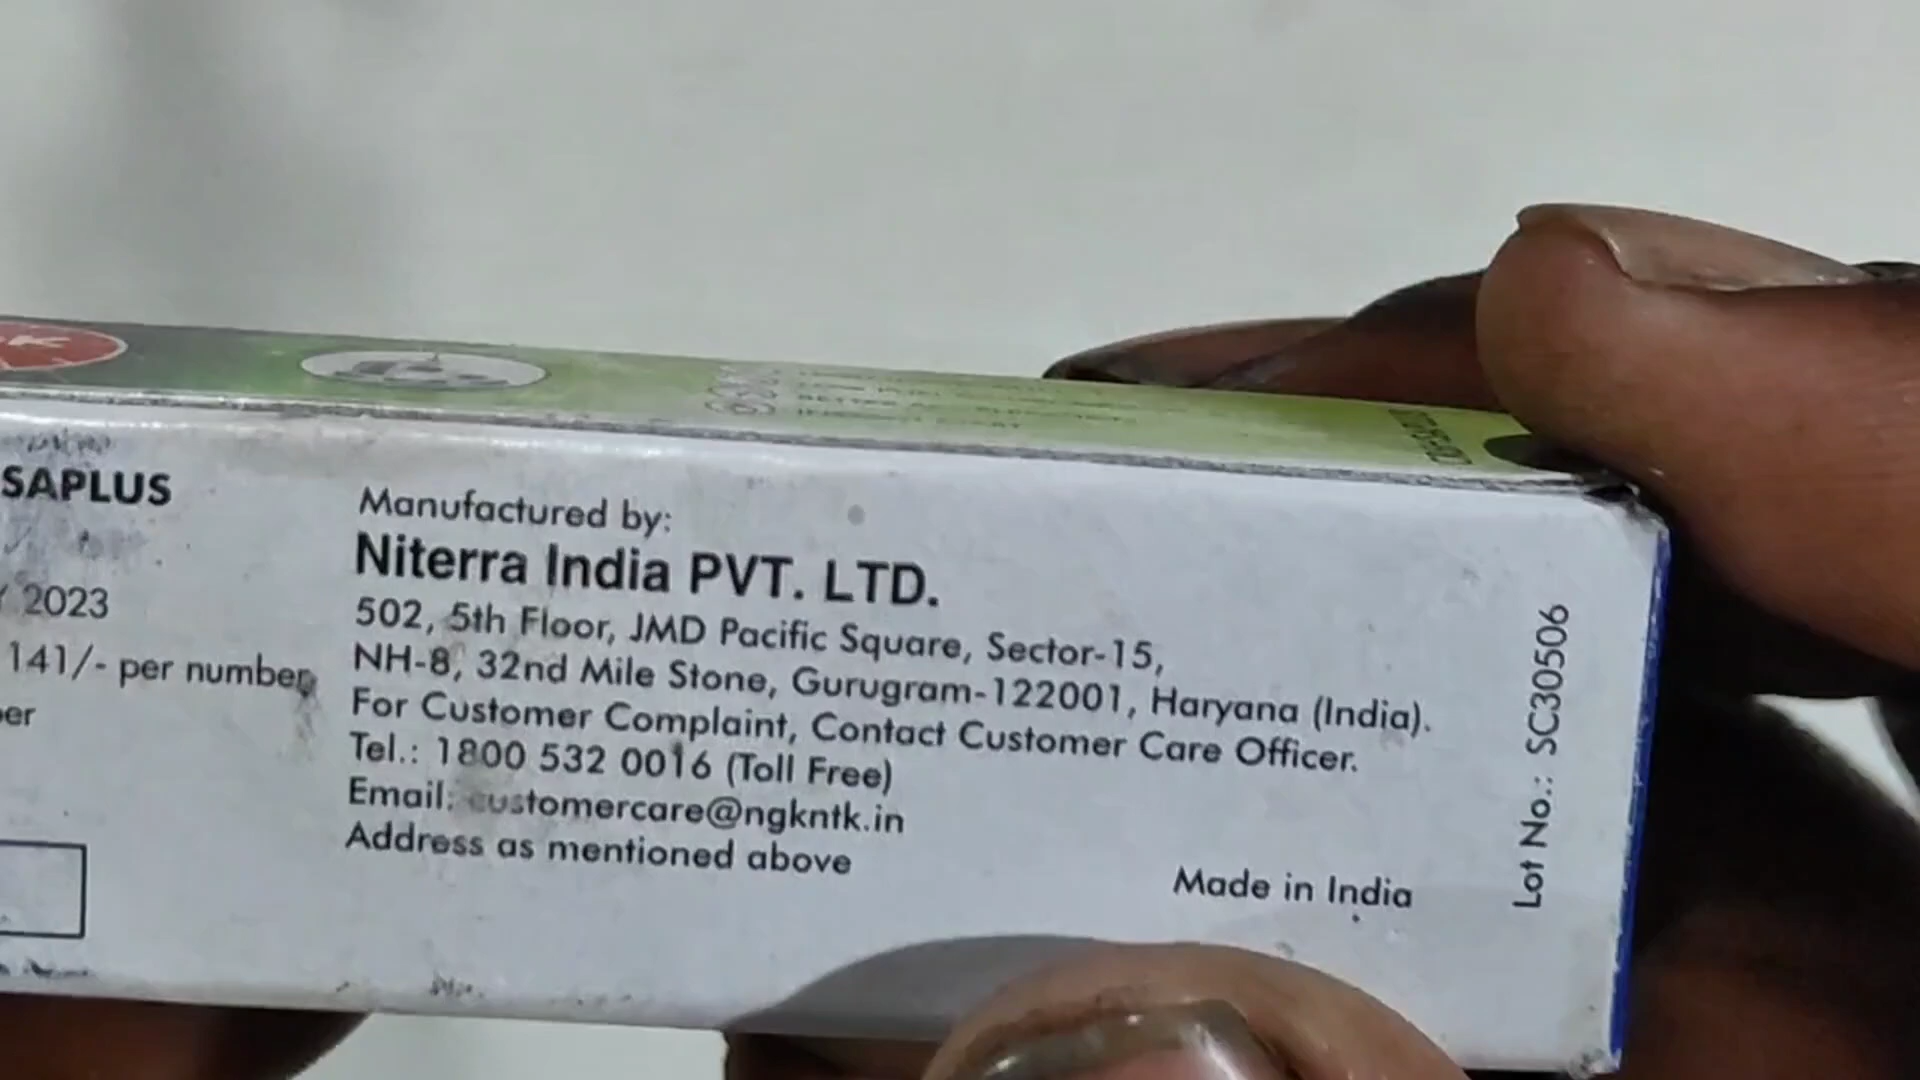 SAPLUS
2023
141/- per number
Manufactured by:
Niterra India PVT. LTD.
502, 5th Floor, JMD Pacific Square, Sector-15,
NH-8, 32nd Mile Stone, Gurugram-122001, Haryana (India).
For Customer Complaint, Contact Customer Care Officer.
Tel.: 1800 532 0016 (Toll Free)
Email: customercare@ngkntk.in
Address as mentioned above
Made in India
Lot No.: SC30506